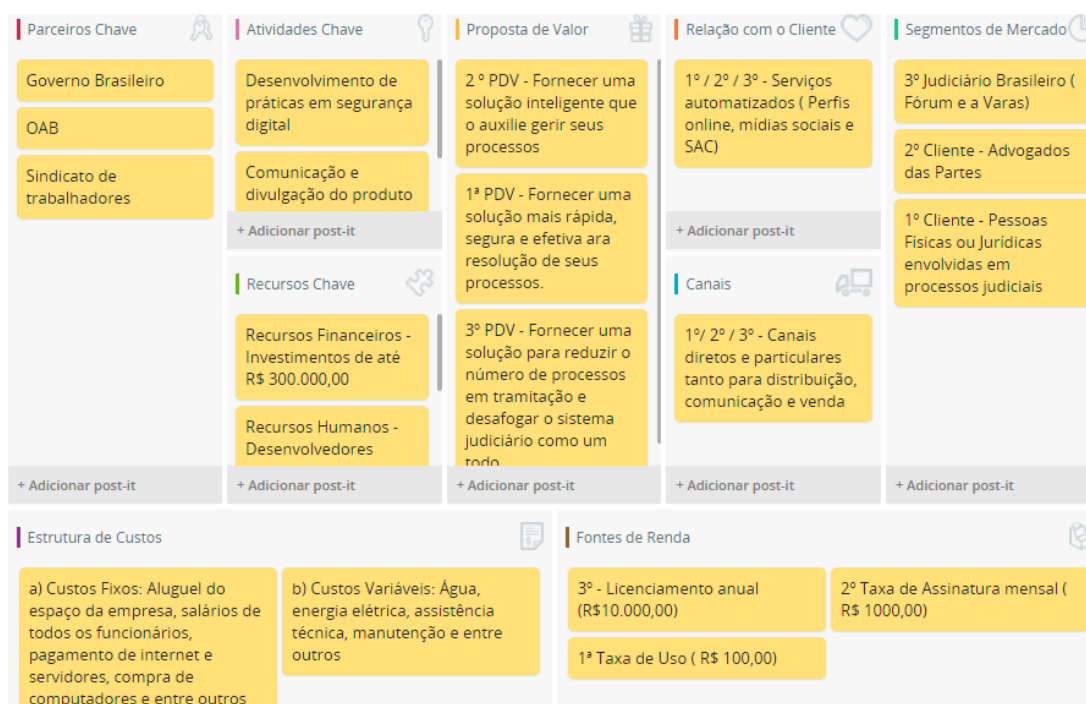 Parceiros Chave
Governo Brasileiro
OAB
Sindicato de
trabalhadores
+ Adicionar post-it
Atividades Chave
Desenvolvimento de
práticas em segurança
digital
Comunicação e
divulgação do produto
+ Adicionar post-it
Recursos Chave
Recursos Financeiros -
Investimentos de até
R$ 300.000,00
Recursos Humanos -
Desenvolvedores
+ Adicionar post-it
Proposta de Valor
2 º PDV - Fornecer uma
solução inteligente que
o auxilie gerir seus
processos
1ª PDV - Fornecer uma
solução mais rápida,
segura e efetiva ara
resolução de seus
processos.
3º PDV - Fornecer uma
solução para reduzir o
número de processos
em tramitação e
desafogar o sistema
judiciário como um
todo
+ Adicionar post-it
Relação com o Cliente
1º / 2º / 3º - Serviços
automatizados ( Perfis
online, mídias sociais e
SAC)
+ Adicionar post-it
Canais
1º/ 2º / 3º - Canais
diretos e particulares
tanto para distribuição,
comunicação e venda
+ Adicionar post-it
Segmentos de Mercado
3º Judiciário Brasileiro (
Fórum e a Varas)
2º Cliente - Advogados
das Partes
1º Cliente - Pessoas
Físicas ou Jurídicas
envolvidas em
processos judiciais
+ Adicionar post-it
Estrutura de Custos
a) Custos Fixos: Aluguel do
espaço da empresa, salários de
todos os funcionários,
pagamento de internet e
servidores, compra de
computadores e entre outros
b) Custos Variáveis: Água,
energia elétrica, assistência
técnica, manutenção e entre
outros
Fontes de Renda
3º - Licenciamento anual
(R$10.000,00)
2º Taxa de Assinatura mensal (
R$ 1000,00)
1ª Taxa de Uso ( R$ 100,00)